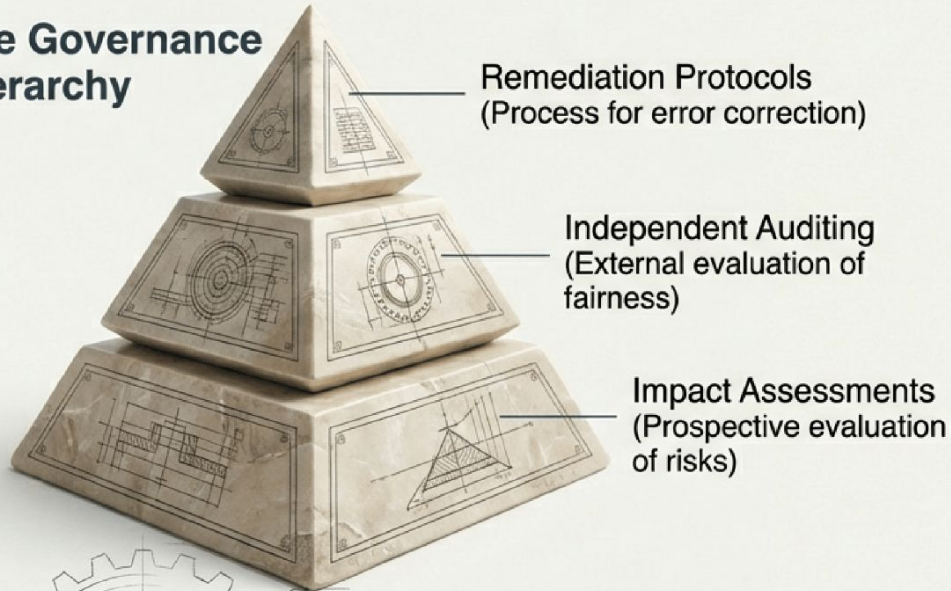 e Governance
erarchy
Remediation Protocols
(Process for error correction)
Independent Auditing
(External evaluation of
fairness)
Impact Assessments
(Prospective evaluation
of risks)